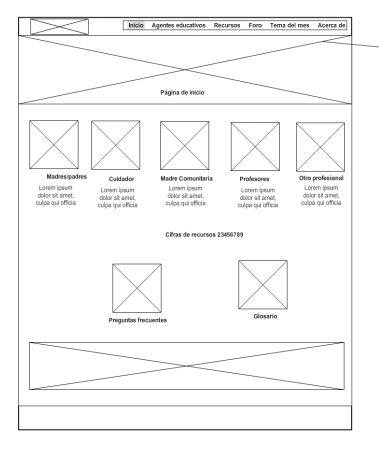 Inicio Agentes educativos Recursos Foro Tema del mes Acerca de
Página de inicio
Madres/padres
Lorem ipsum
dolor sit amet,
culpa qui officia
Cuidador
Lorem ipsum
dolor sit amet,
culpa qui officia
Madre Comunitaria
Lorem ipsum
dolor sit amet,
culpa qui officia
Profesores
Lorem ipsum
dolor sit amet,
culpa qui officia
Otro profesional
Lorem ipsum
dolor sit amet,
culpa qui officia
Cifras de recursos 23456789
Preguntas frecuentes
Glosario